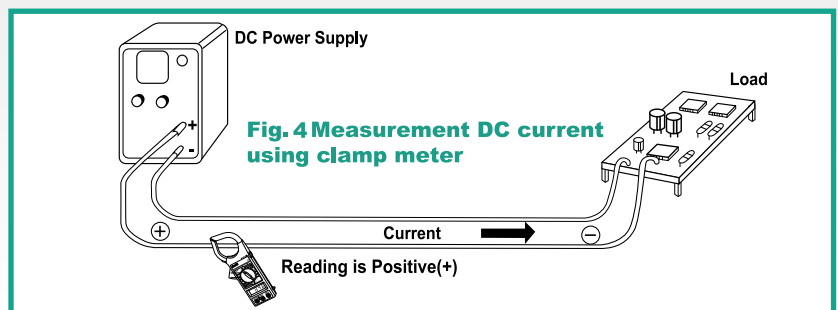 DC Power Supply
Load
Fig. 4 Measurement DC current
using clamp meter
+
-
+
Current
−
Reading is Positive(+)